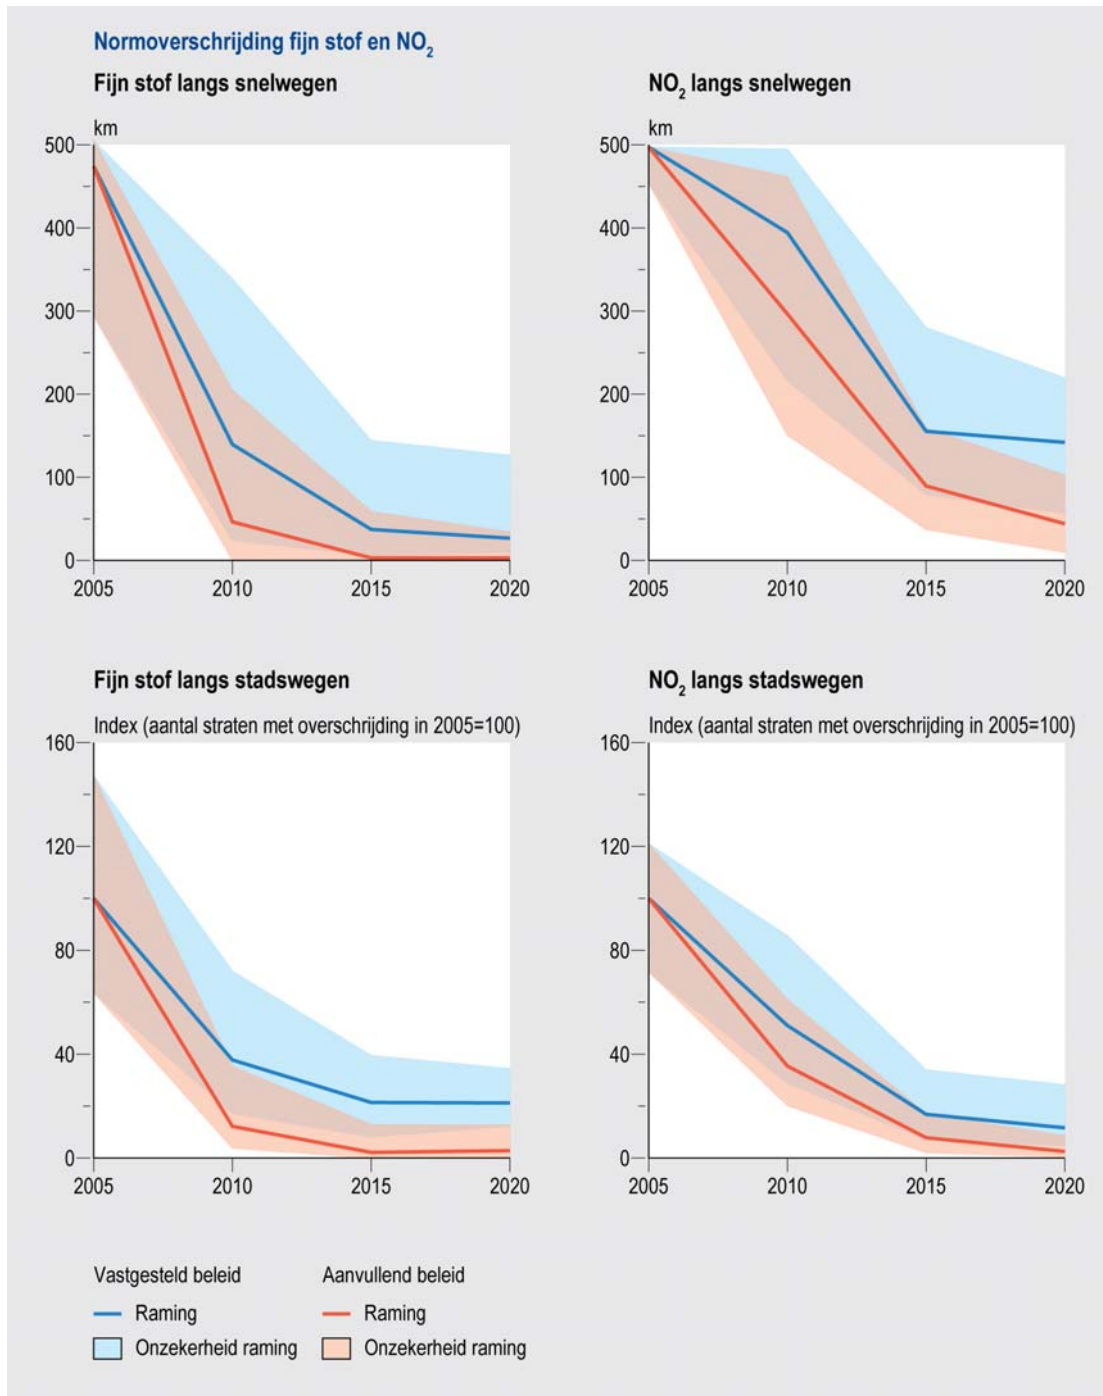 Normoverschrijding fijn stof en NO₂
Fijn stof langs snelwegen
km
500
400
300
200
100
0
2005 2010 2015 2020
NO₂ langs snelwegen
km
500
400
300
200
100
0
2005 2010 2015 2020
Fijn stof langs stadswegen
Index (aantal straten met overschrijding in 2005=100)
160
120
80
40
0
2005 2010 2015 2020
NO₂ langs stadswegen
Index (aantal straten met overschrijding in 2005=100)
160
120
80
40
0
2005 2010 2015 2020
Vastgesteld beleid
Raming
Onzekerheid raming
Aanvullend beleid
Raming
Onzekerheid raming